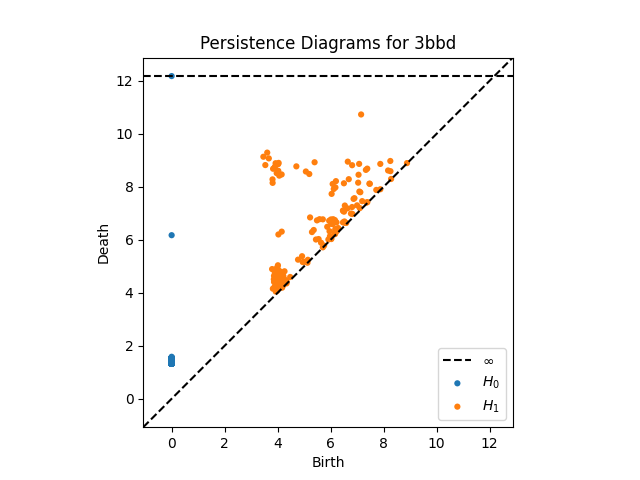 Persistence Diagrams for 3bbd
12
10
8
6
4
2
0
Death
0 2 4 6 8 10 12
Birth
∞
H₀
H₁